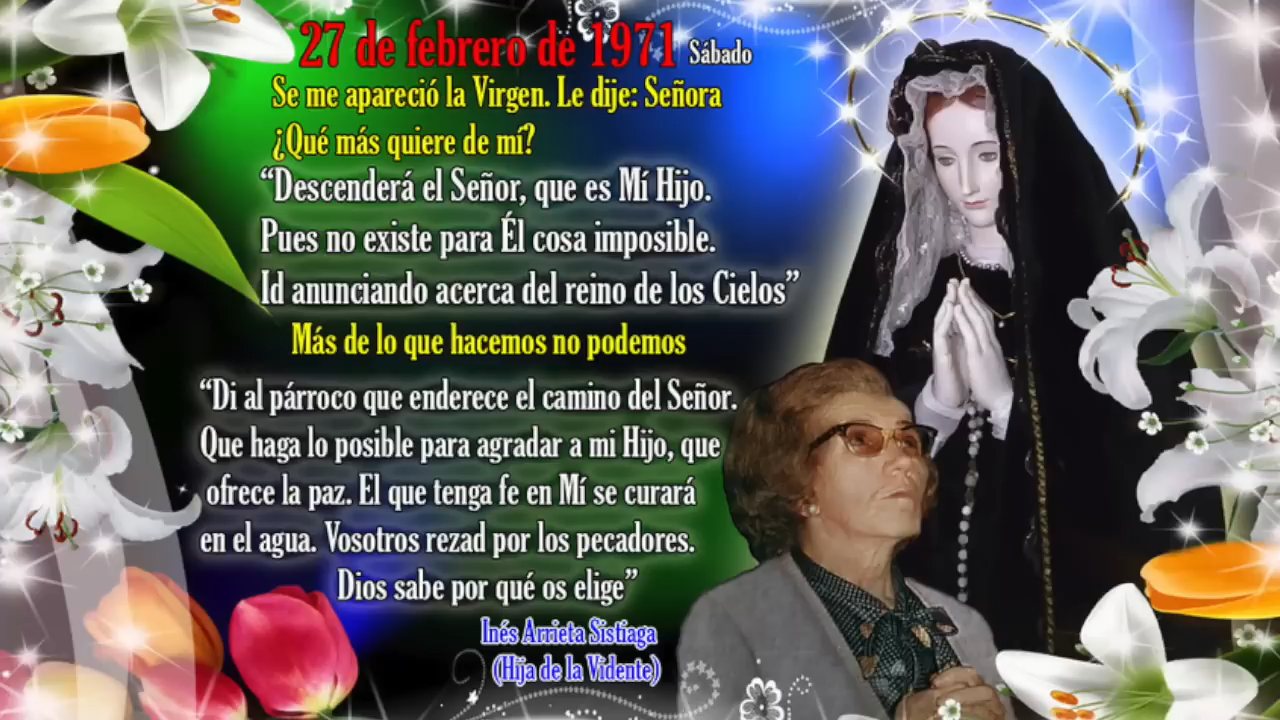 27 de febrero de 1971 Sábado
Se me apareció la Virgen. Le dije: Señora
¿Qué más quiere de mí?
“Descenderá el Señor, que es Mí Hijo.
Pues no existe para Él cosa imposible.
Id anunciando acerca del reino de los Cielos”
Más de lo que hacemos no podemos
“Di al párroco que enderece el camino del Señor.
Que haga lo posible para agradar a mi Hijo, que
ofrece la paz. El que tenga fe en Mí se curará
en el agua. Vosotros rezad por los pecadores.
Dios sabe por qué os elige”
Inés Arrieta Sistiaga
(Hija de la Vidente)